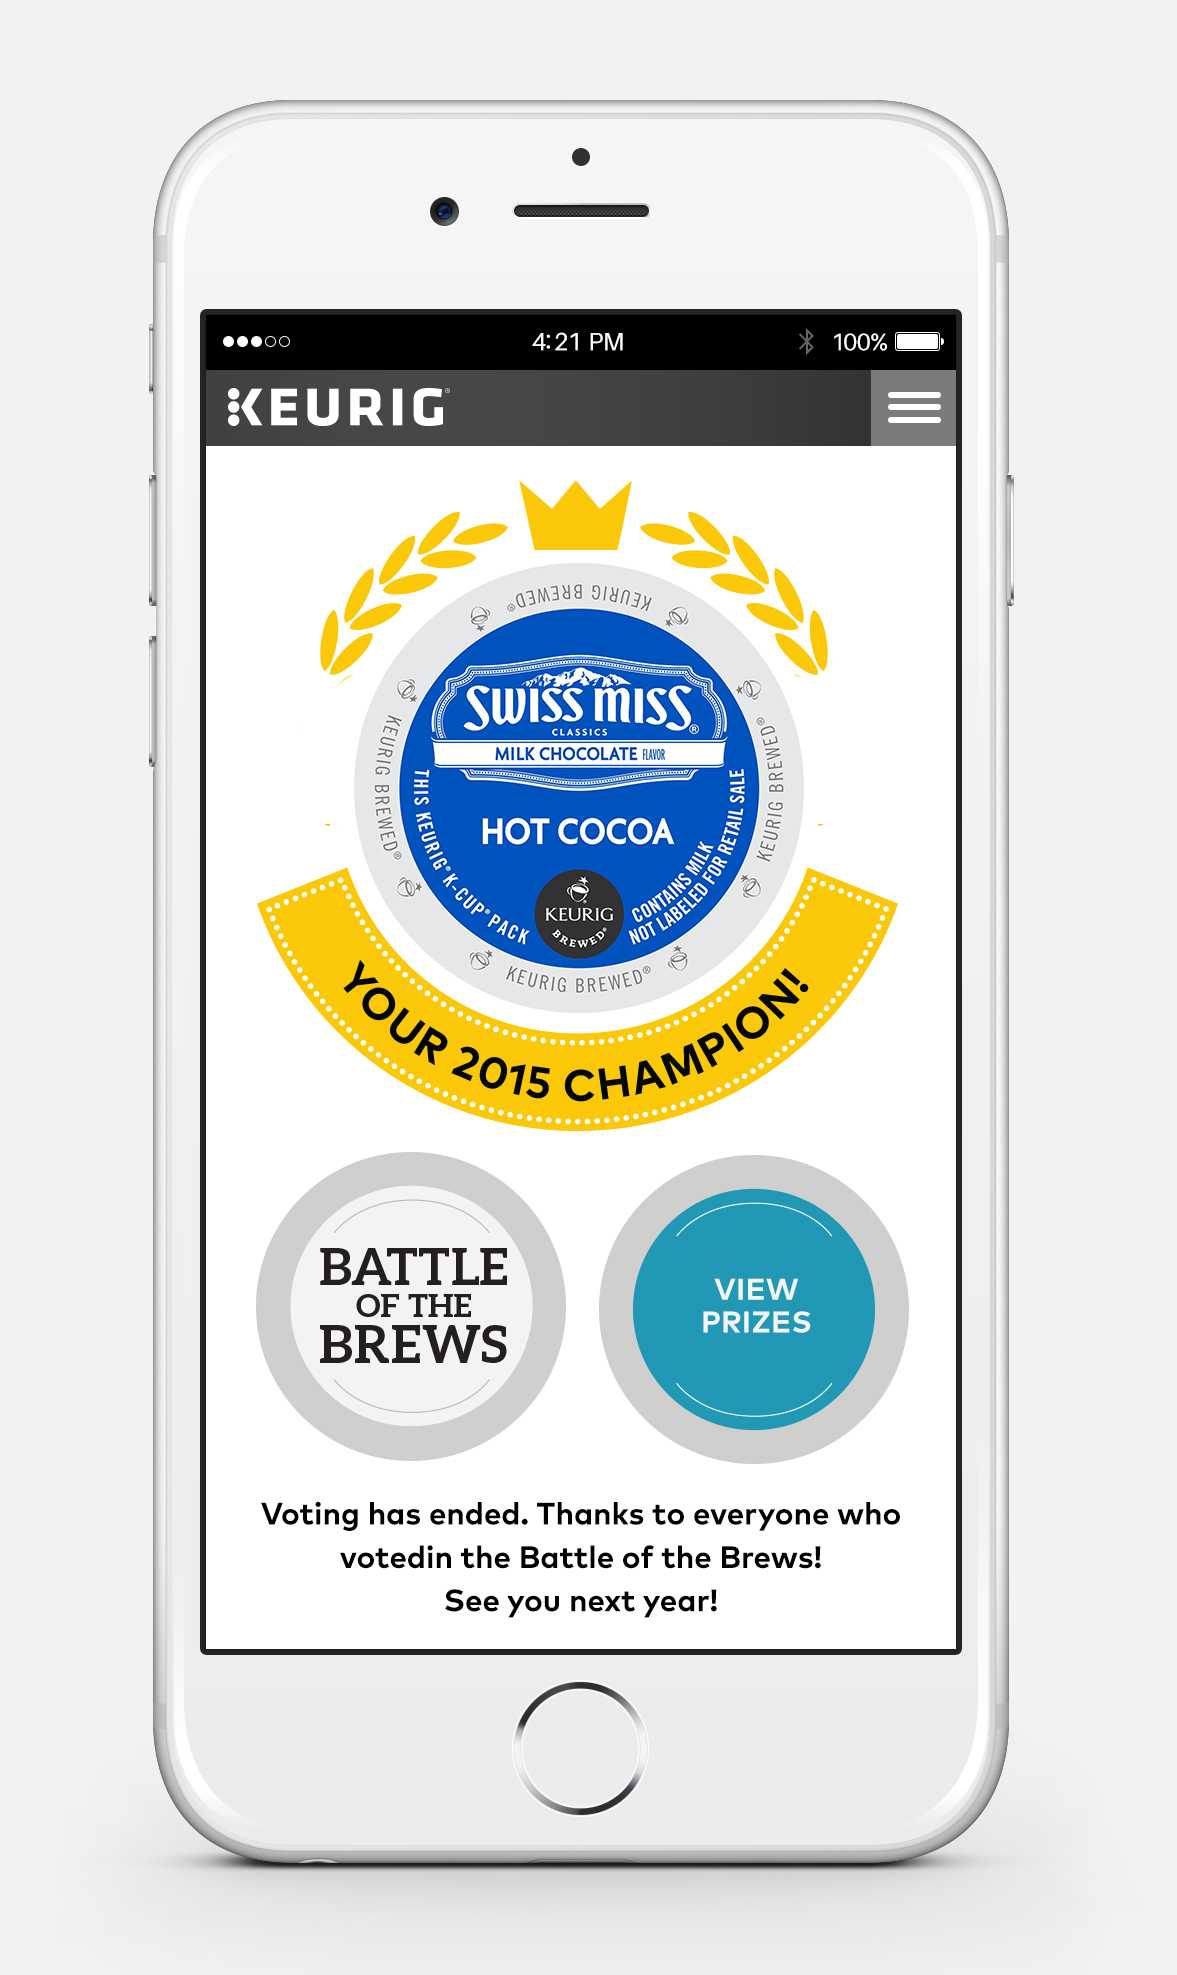 4:21 PM
100%
KEURIG®
KEURIG BREWED®
SWISS MISS®
CLASSICS
MILK CHOCOLATE FLAVOR
HOT COCOA
THIS KEURIG® K-CUP® PACK
CONTAINS MILK
NOT LABELED FOR RETAIL SALE
KEURIG
BREWED®
KEURIG BREWED®
KEURIG BREWED®
KEURIG BREWED®
YOUR 2015 CHAMPION!
BATTLE
OF THE
BREWS
VIEW
PRIZES
Voting has ended. Thanks to everyone who
votedin the Battle of the Brews!
See you next year!